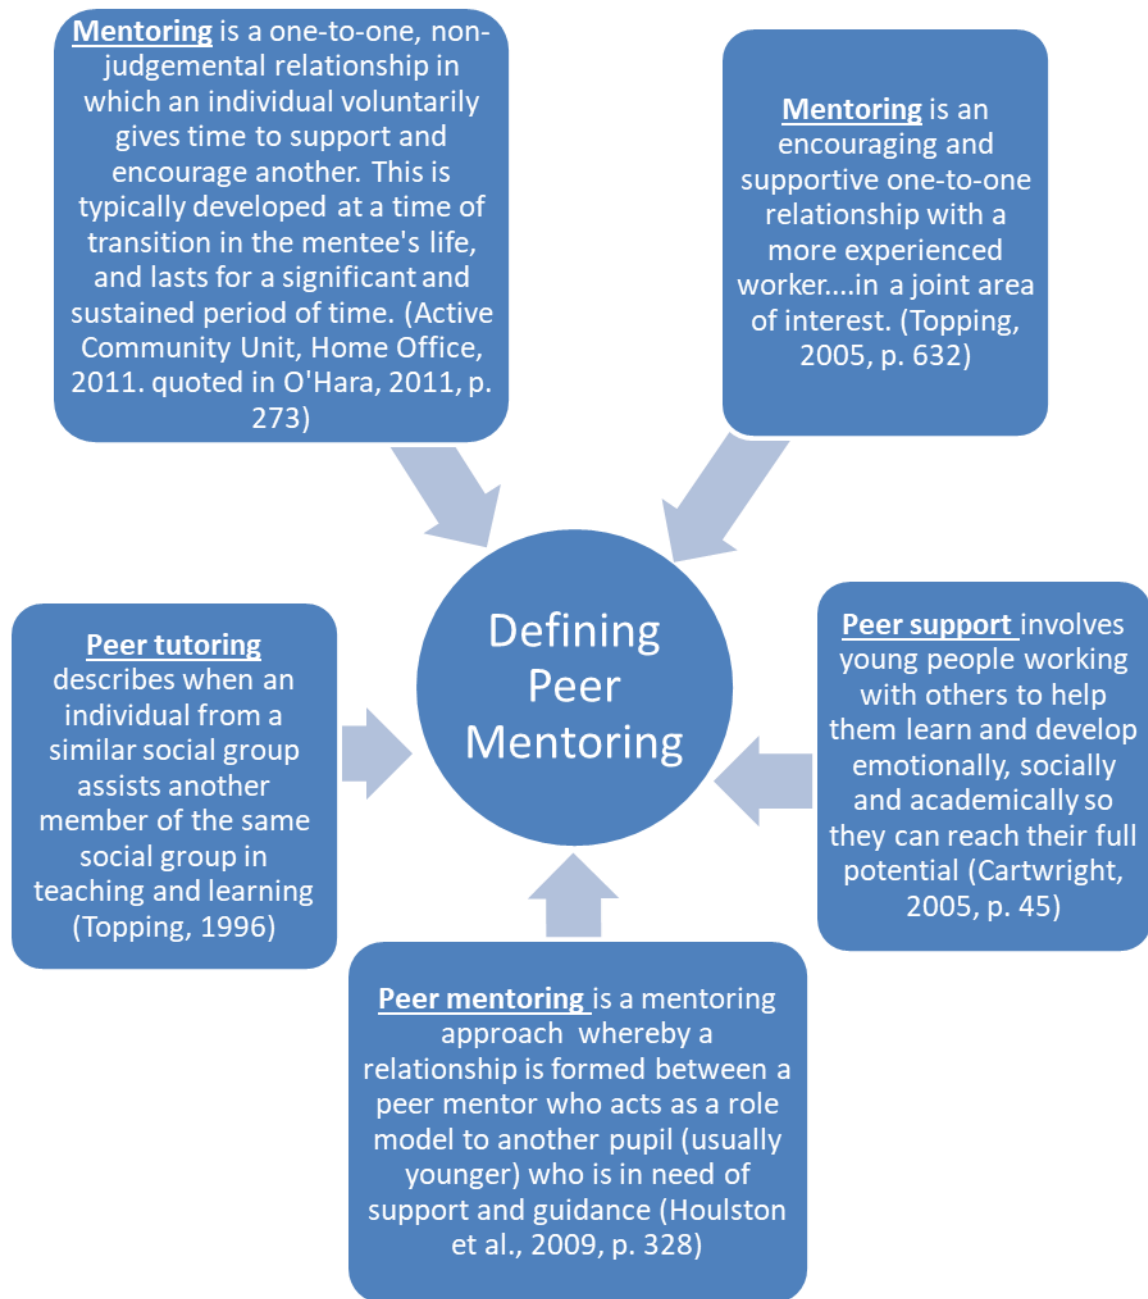 Mentoring is a one-to-one, non-
judgemental relationship in
which an individual voluntarily
gives time to support and
encourage another. This is
typically developed at a time of
transition in the mentee's life,
and lasts for a significant and
sustained period of time. (Active
Community Unit, Home Office,
2011. quoted in O'Hara, 2011, p.
273)
Mentoring is an
encouraging and
supportive one-to-one
relationship with a
more experienced
worker....in a joint area
of interest. (Topping,
2005, p. 632)
Defining
Peer
Mentoring
Peer tutoring
describes when an
individual from a
similar social group
assists another
member of the same
social group in
teaching and learning
(Topping, 1996)
Peer support involves
young people working
with others to help
them learn and develop
emotionally, socially
and academically so
they can reach their full
potential (Cartwright,
2005, p. 45)
Peer mentoring is a mentoring
approach whereby a
relationship is formed between a
peer mentor who acts as a role
model to another pupil (usually
younger) who is in need of
support and guidance (Houlston
et al., 2009, p. 328)